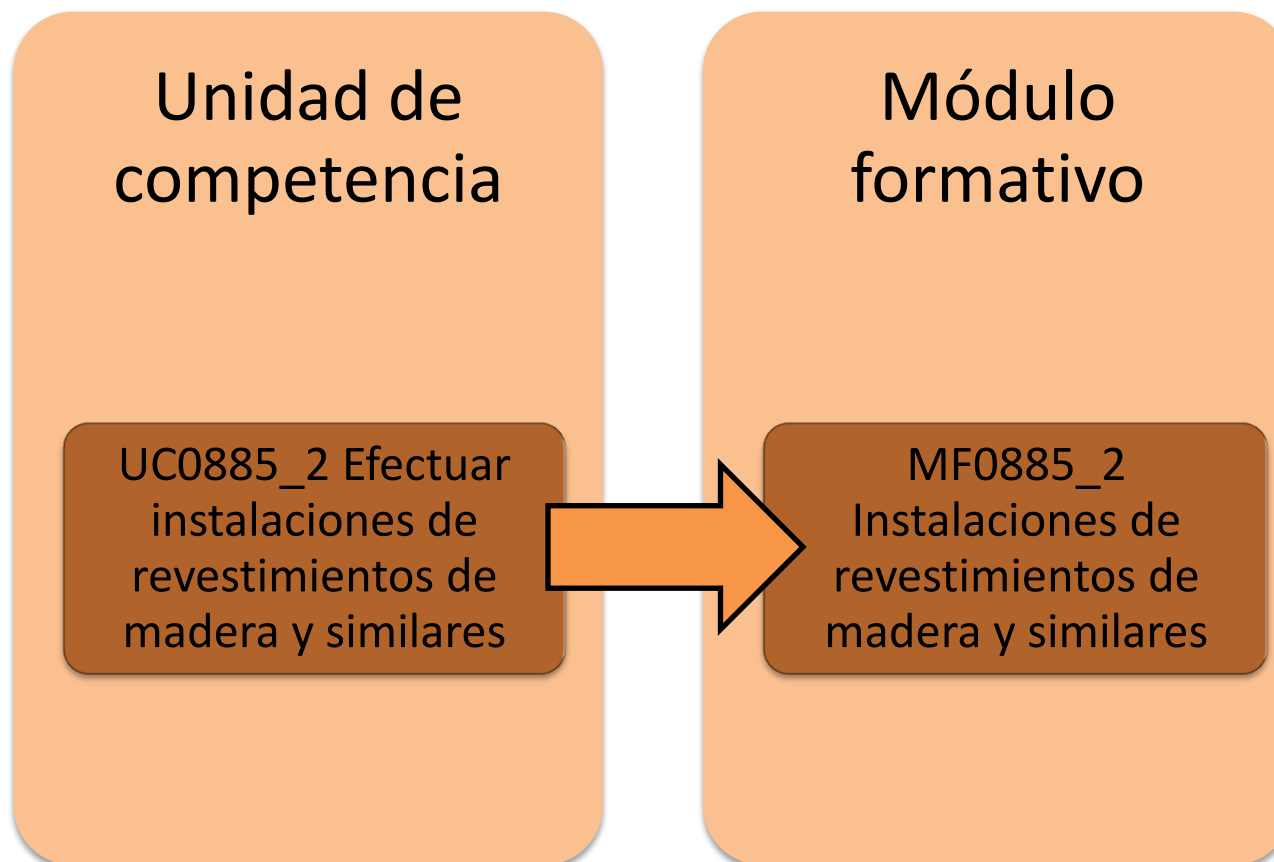 Unidad de
competencia
UC0885_2 Efectuar
instalaciones de
revestimientos de
madera y similares
Módulo
formativo
MF0885_2
Instalaciones de
revestimientos de
madera y similares